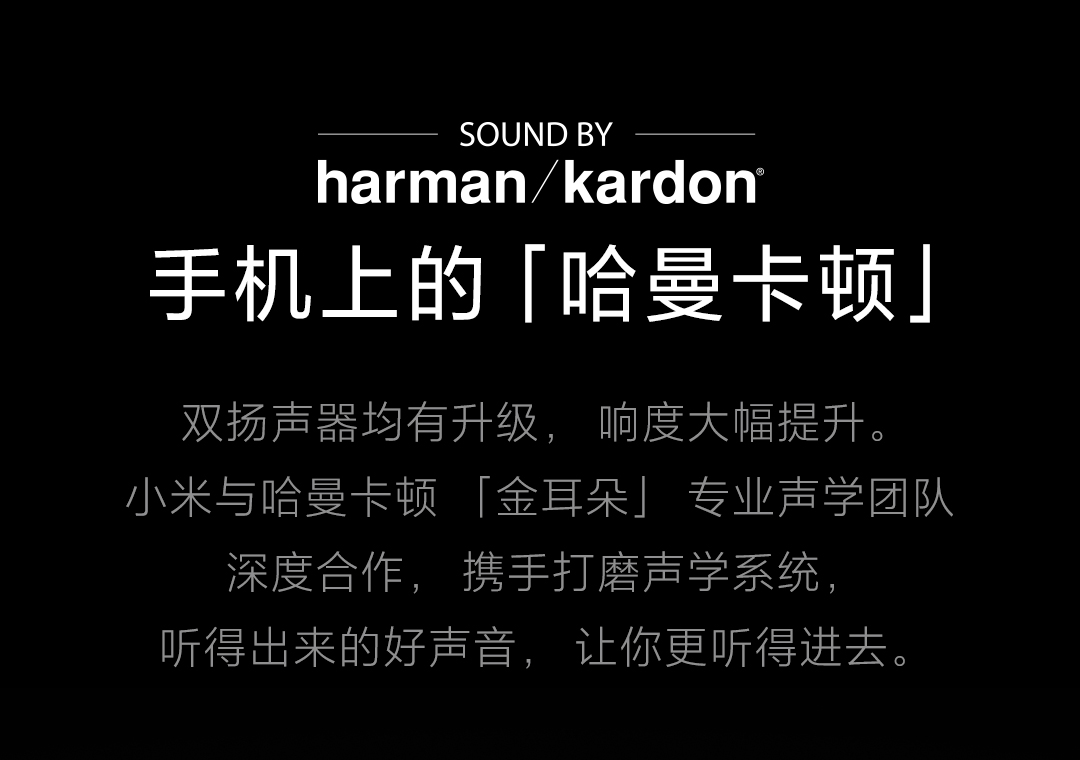 SOUND BY
harman/kardon®
手机上的「哈曼卡顿」
双扬声器均有升级，响度大幅提升。
小米与哈曼卡顿「金耳朵」专业声学团队
深度合作，携手打磨声学系统，
听得出来的好声音，让你更听得进去。